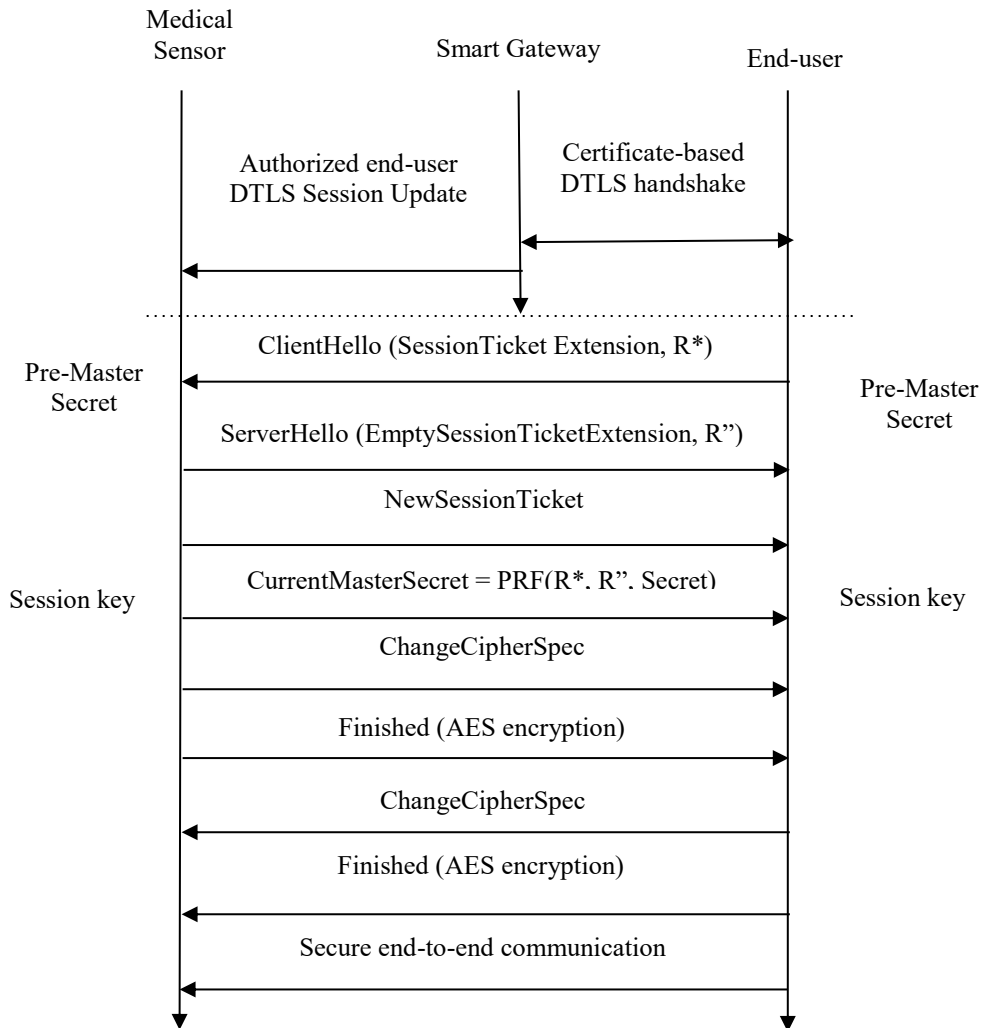 Medical
Sensor
Smart Gateway
End-user
Authorized end-user
DTLS Session Update
Certificate-based
DTLS handshake
ClientHello (SessionTicket Extension, R*)
Pre-Master
Secret
Pre-Master
Secret
ServerHello (EmptySessionTicketExtension, R”)
NewSessionTicket
CurrentMasterSecret = PRF(R*, R”, Secret)
Session key
Session key
ChangeCipherSpec
Finished (AES encryption)
ChangeCipherSpec
Finished (AES encryption)
Secure end-to-end communication